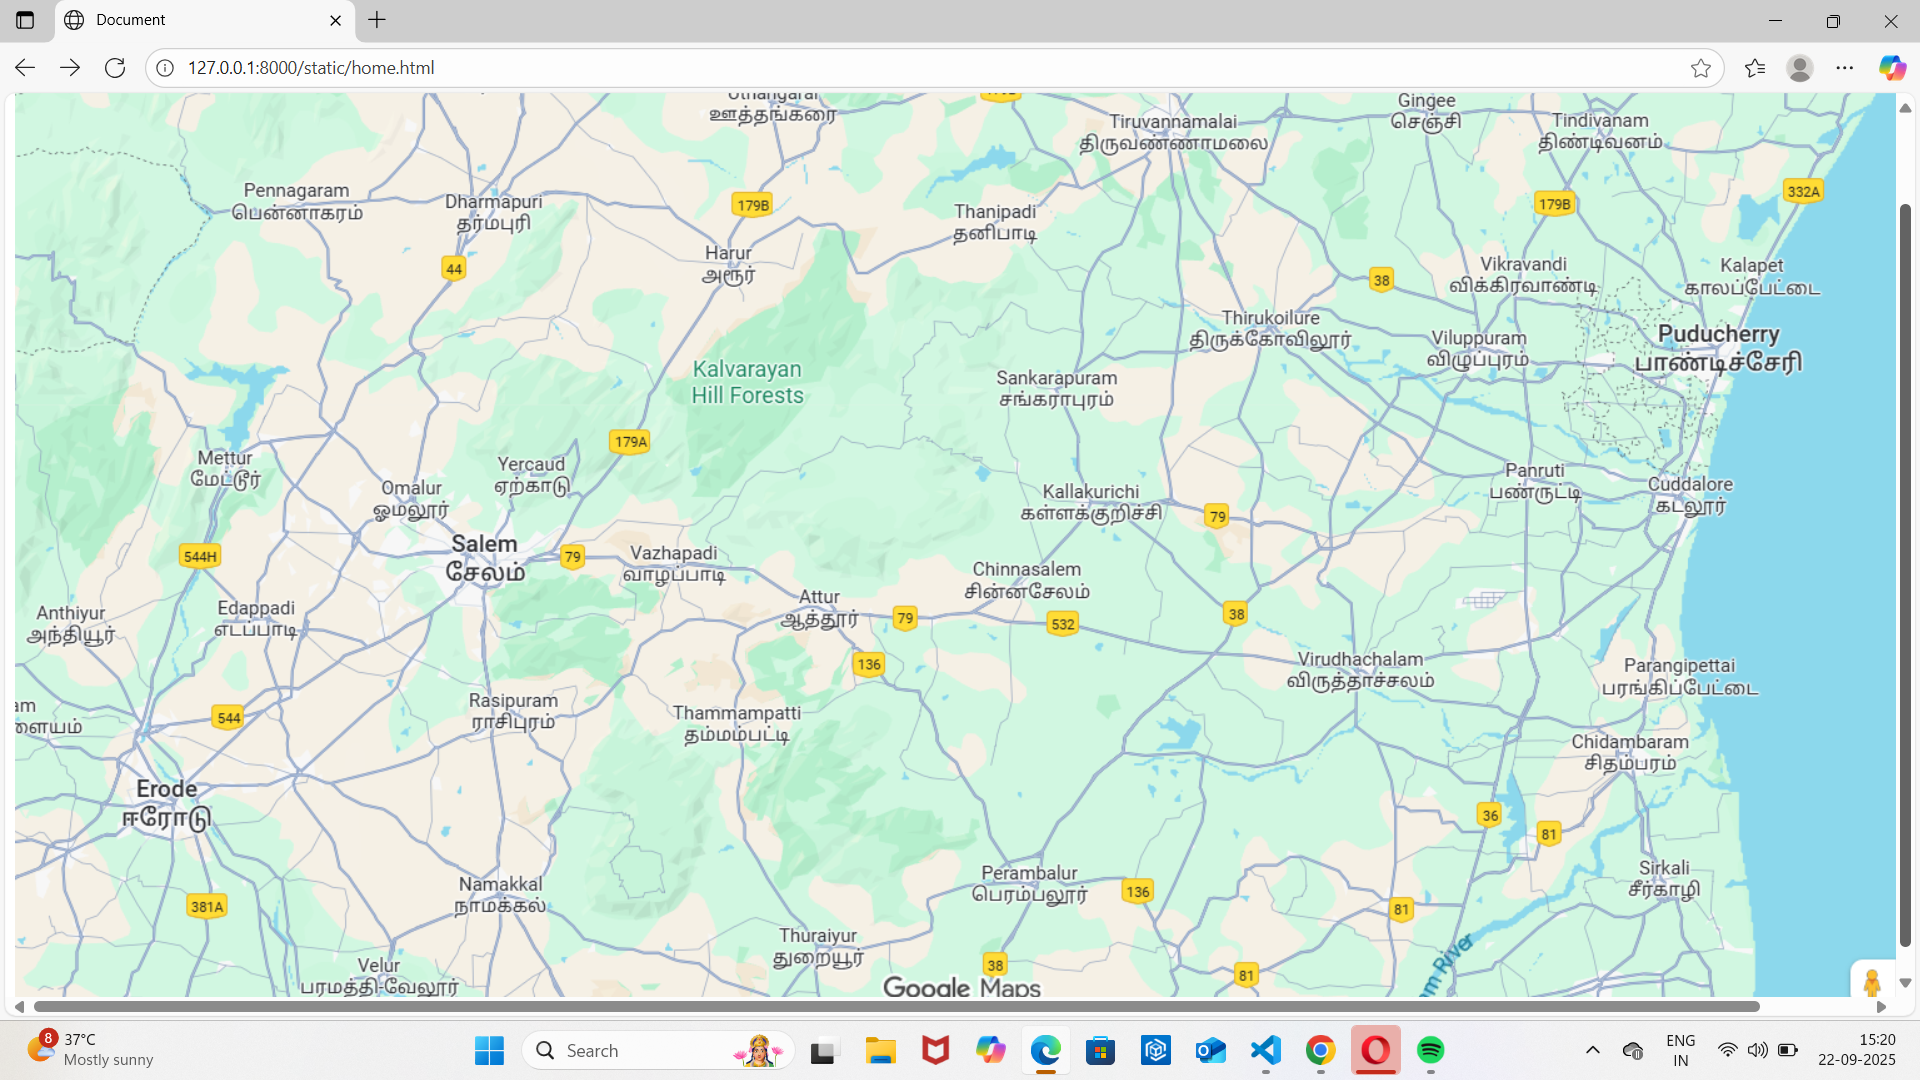 Document
127.0.0.1:8000/static/home.html
ஊத்தங்கரை
Tiruvannamalai
திருவண்ணாமலை
Gingee
செஞ்சி
Tindivanam
திண்டிவனம்
Pennagaram
பென்னாகரம்
Dharmapuri
தர்மபுரி
179B
Thanipadi
தனிபாடி
179B
332A
Harur
அரூர்
44
38
Vikravandi
விக்கிரவாண்டி
Kalapet
காலப்பேட்டை
Thirukoilure
திருக்கோவிலூர்
Viluppuram
விழுப்புரம்
Puducherry
பாண்டிச்சேரி
Kalvarayan
Hill Forests
Sankarapuram
சங்கராபுரம்
179A
Mettur
மேட்டூர்
Yercaud
ஏற்காடு
Omalur
ஓமலூர்
Kallakurichi
கள்ளக்குறிச்சி
79
Panruti
பண்ருட்டி
Cuddalore
கடலூர்
544H
Salem
சேலம்
79
Vazhapadi
வாழப்பாடி
Chinnasalem
சின்னசேலம்
Anthiyur
அந்தியூர்
Edappadi
எடப்பாடி
Attur
ஆத்தூர்
79
532
38
136
Virudhachalam
விருத்தாச்சலம்
Parangipettai
பரங்கிப்பேட்டை
544
Rasipuram
ராசிபுரம்
Thammampatti
தம்மம்பட்டி
Chidambaram
சிதம்பரம்
Erode
ஈரோடு
36
81
381A
Namakkal
நாமக்கல்
Perambalur
பெரம்பலூர்
136
81
Sirkali
சீர்காழி
Velur
பரமத்தி-வேலூர்
Thuraiyur
துறையூர்
38
81
River
Google Maps
8
37°C
Mostly sunny
Search
ENG
IN
15:20
22-09-2025